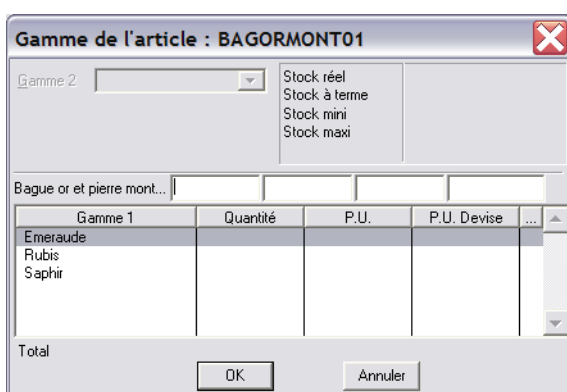 Gamme de l'article : BAGORMONT01
Gamme 2
Stock réel
Stock à terme
Stock mini
Stock maxi
Bague or et pierre mont...
Gamme 1 Quantité P.U. P.U. Devise ...
Emeraude
Rubis
Saphir
Total
OK Annuler